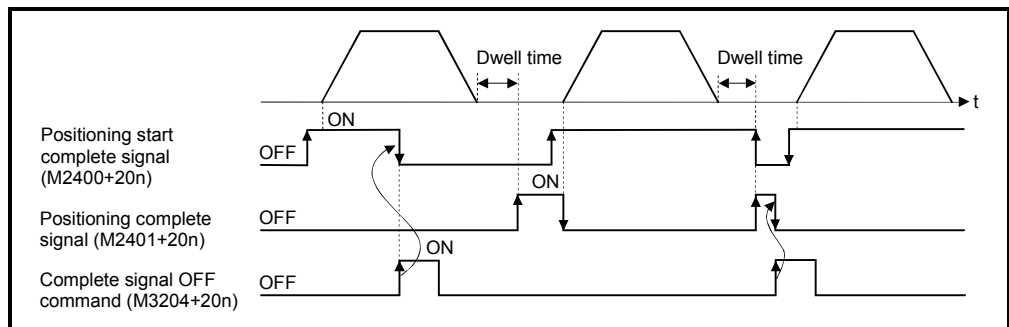 Dwell time
Dwell time
t
ON
Positioning start
complete signal
(M2400+20n)
OFF
ON
Positioning complete
signal (M2401+20n)
OFF
ON
Complete signal OFF
command (M3204+20n)
OFF